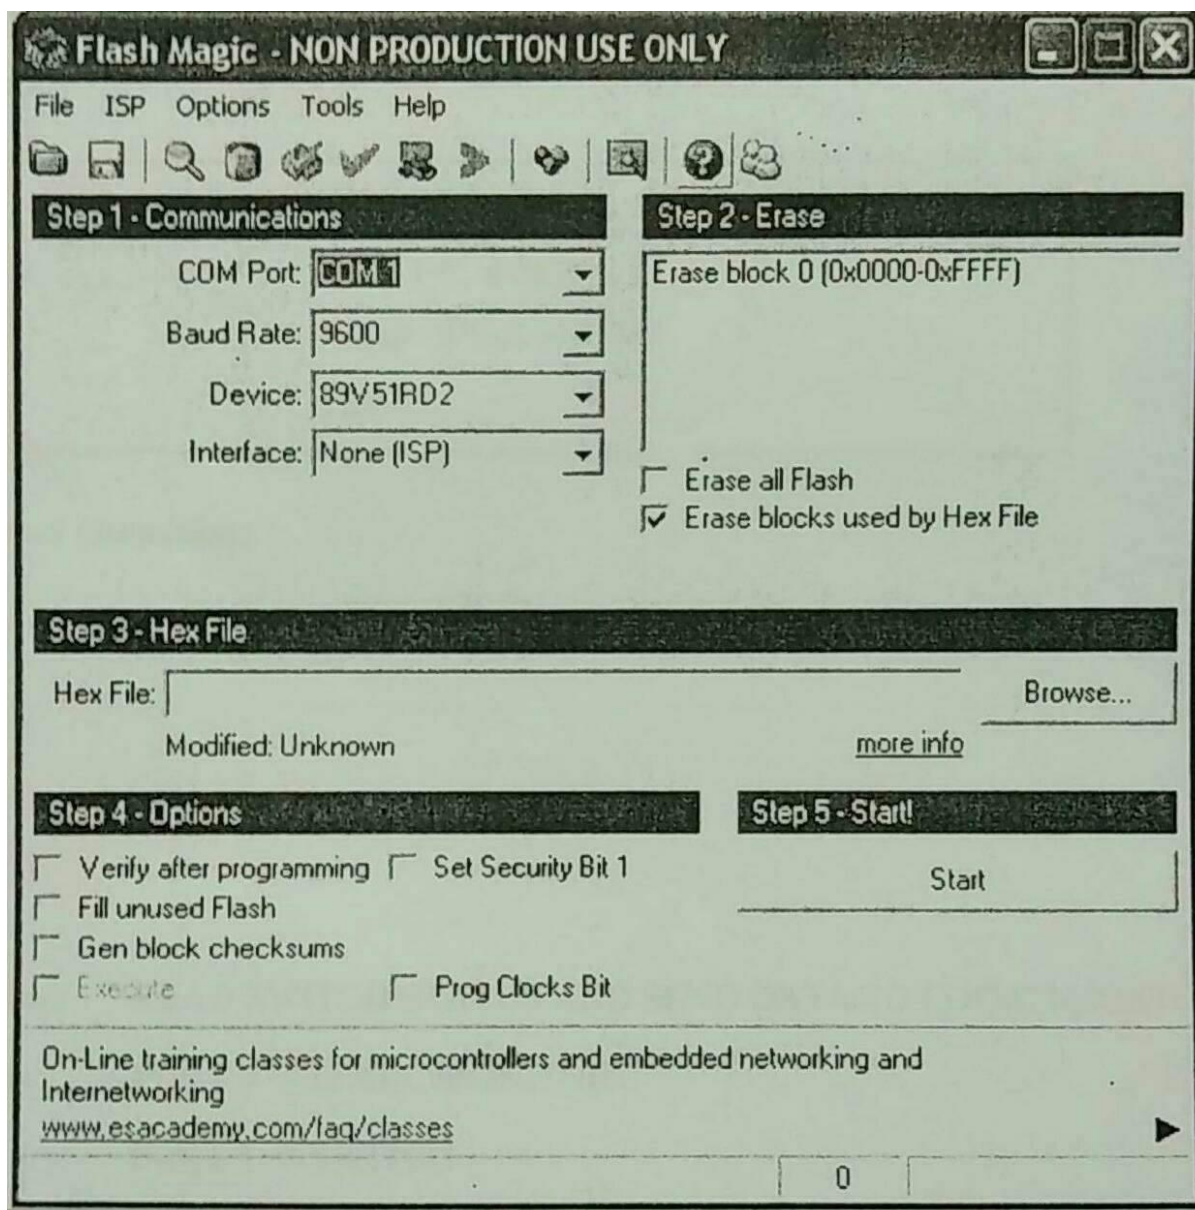 Flash Magic - NON PRODUCTION USE ONLY
File ISP Options Tools Help
Step 1 - Communications
COM Port: COM 1
Baud Rate: 9600
Device: 89V51RD2
Interface: None (ISP)
Step 2 - Erase
Erase block 0 (0x0000-0xFFFF)
Erase all Flash
Erase blocks used by Hex File
Step 3 - Hex File
Hex File:
Browse...
Modified: Unknown
more info
Step 4 - Options
Verify after programming
Set Security Bit 1
Fill unused Flash
Gen block checksums
Execute
Prog Clocks Bit
Step 5 - Start!
Start
On-Line training classes for microcontrollers and embedded networking and
Internetworking
www.esacademy.com/faq/classes
0